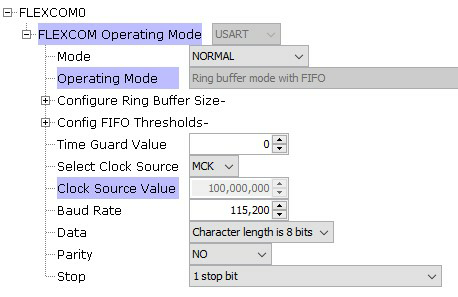 FLEXCOM0
FLEXCOM Operating Mode USART
Mode NORMAL
Operating Mode Ring buffer mode with FIFO
Configure Ring Buffer Size-
Config FIFO Thresholds-
Time Guard Value 0
Select Clock Source MCK
Clock Source Value 100,000,000
Baud Rate 115,200
Data Character length is 8 bits
Parity NO
Stop 1 stop bit